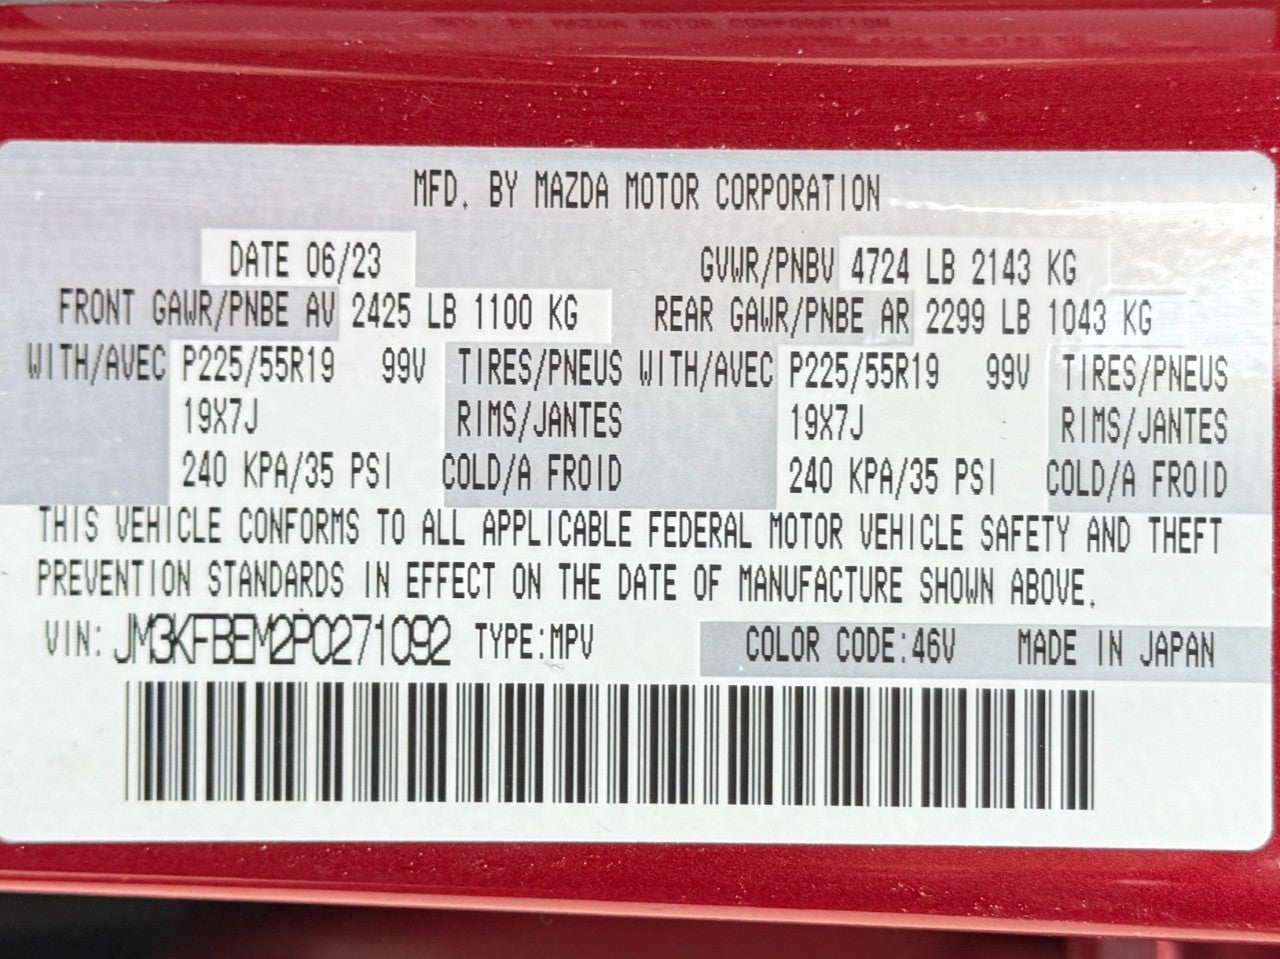 MFD. BY MAZDA MOTOR CORPORATION
DATE 06/23 GVWR/PNBV 4724 LB 2143 KG
FRONT GAWR/PNBE AV 2425 LB 1100 KG REAR GAWR/PNBE AR 2299 LB 1043 KG
WITH/AVEC P225/55R19 99V TIRES/PNEUS WITH/AVEC P225/55R19 99V TIRES/PNEUS
19X7J RIMS/JANTES 19X7J RIMS/JANTES
240 KPA/35 PSI COLD/A FROID 240 KPA/35 PSI COLD/A FROID
THIS VEHICLE CONFORMS TO ALL APPLICABLE FEDERAL MOTOR VEHICLE SAFETY AND THEFT
PREVENTION STANDARDS IN EFFECT ON THE DATE OF MANUFACTURE SHOWN ABOVE.
VIN: JM3KFBEM2P0271092 TYPE:MPV COLOR CODE:46V MADE IN JAPAN